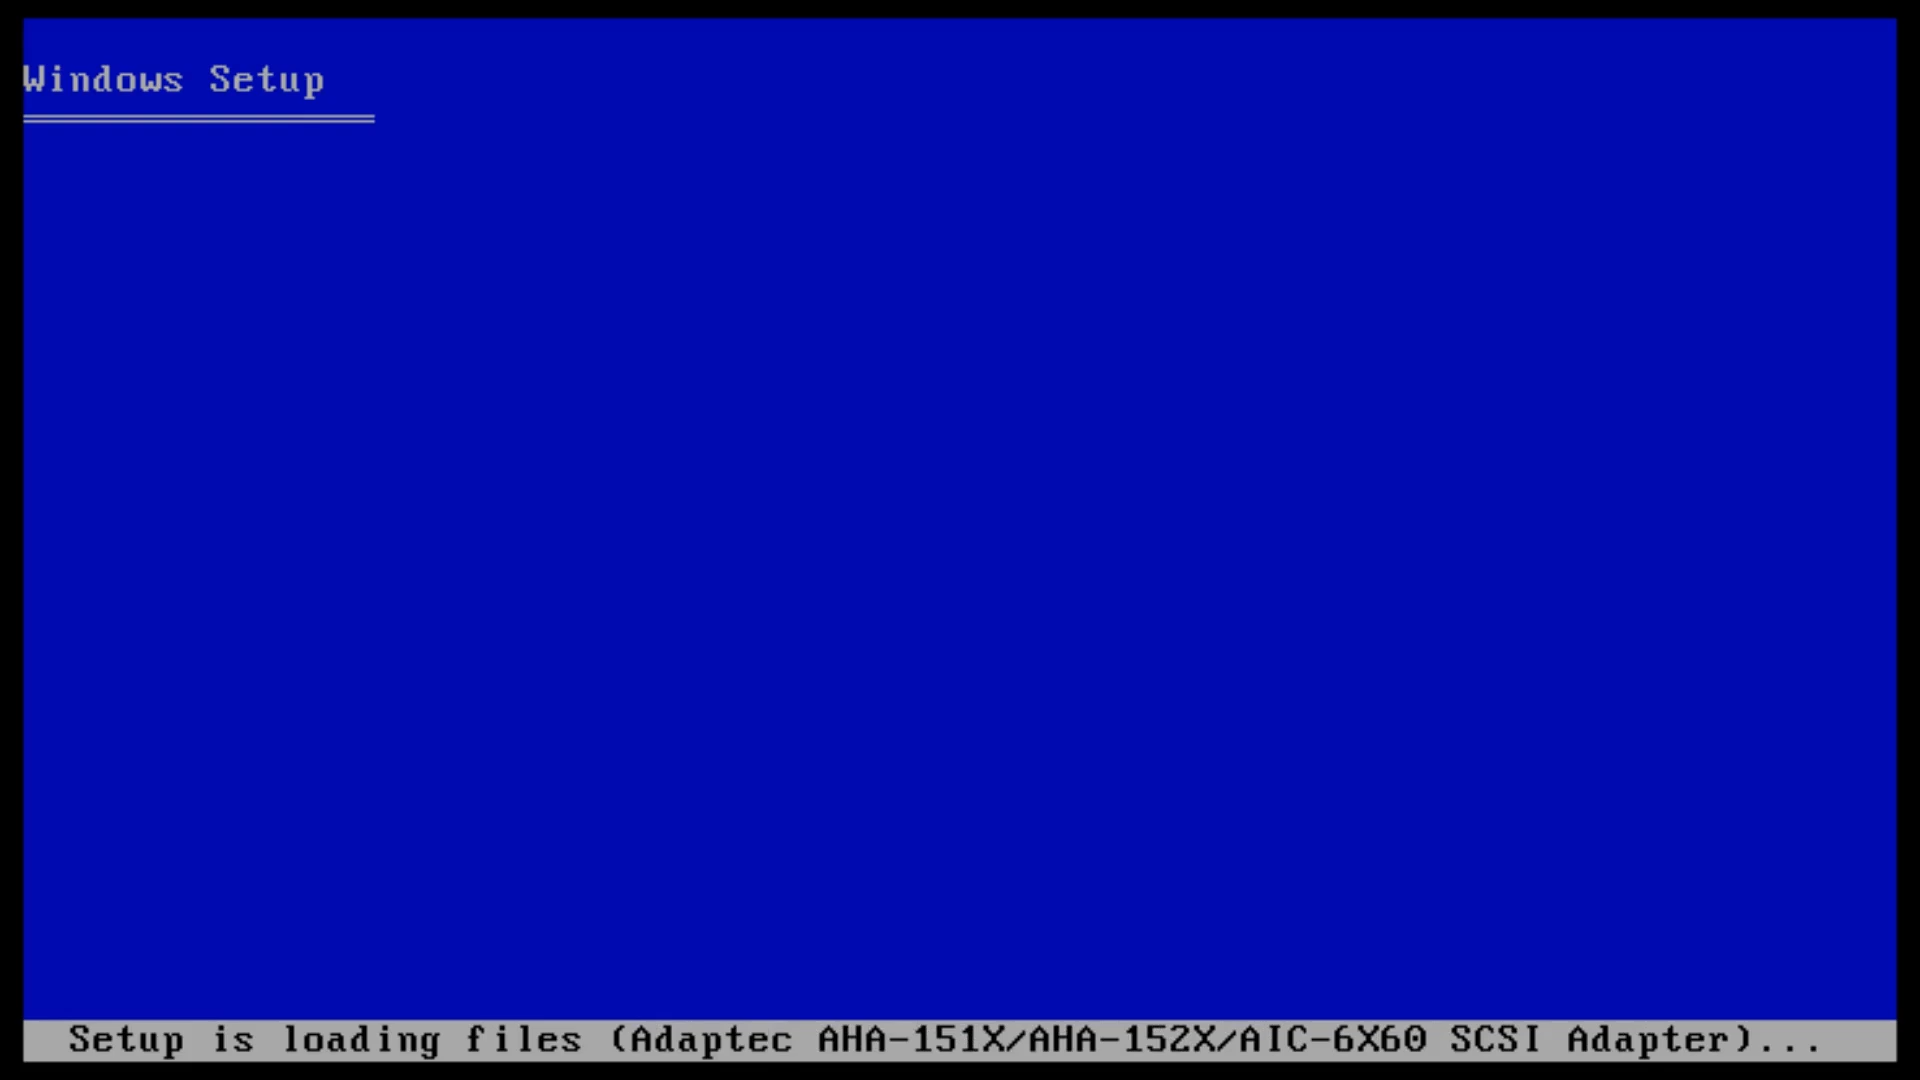 Windows Setup
Setup is loading files (Adaptec AHA-151X/AHA-152X/AIC-6X60 SCSI Adapter)...